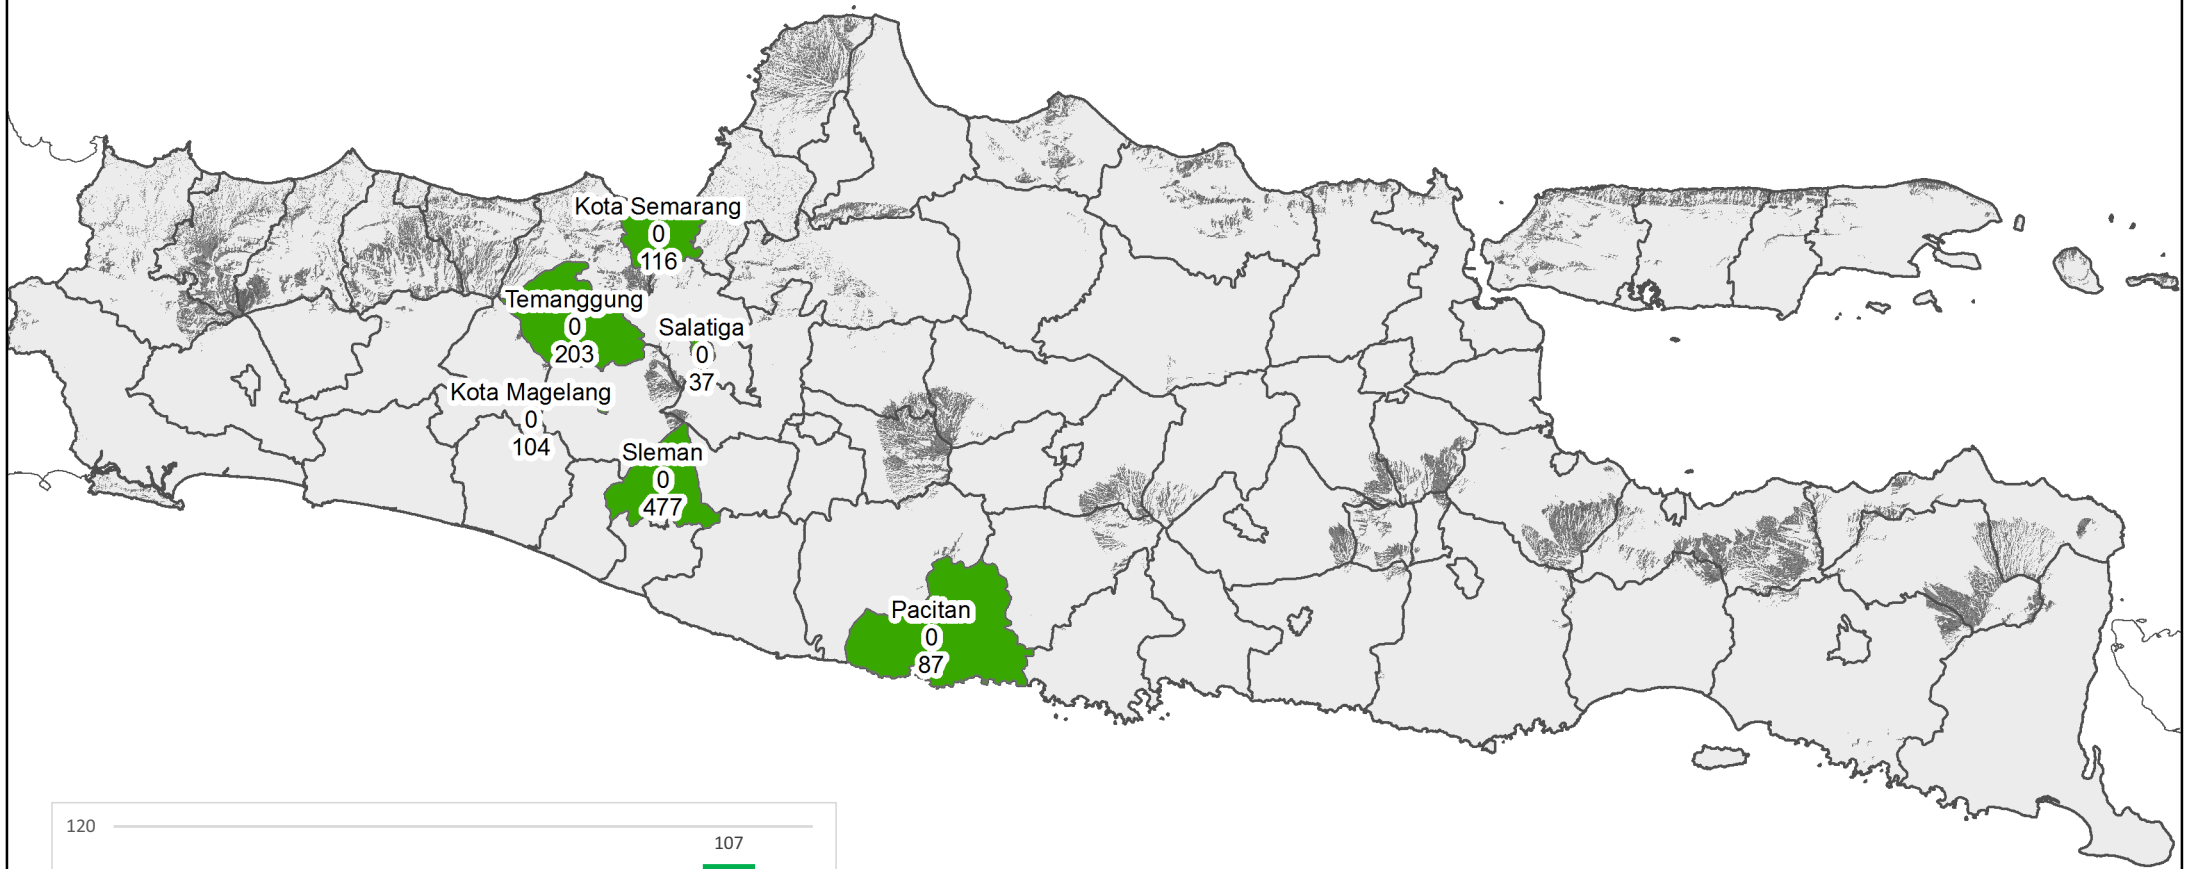 Kota Semarang
0
116
Temanggung
0
203
Salatiga
0
37
Kota Magelang
0
104
Sleman
0
477
Pacitan
0
87
120
107